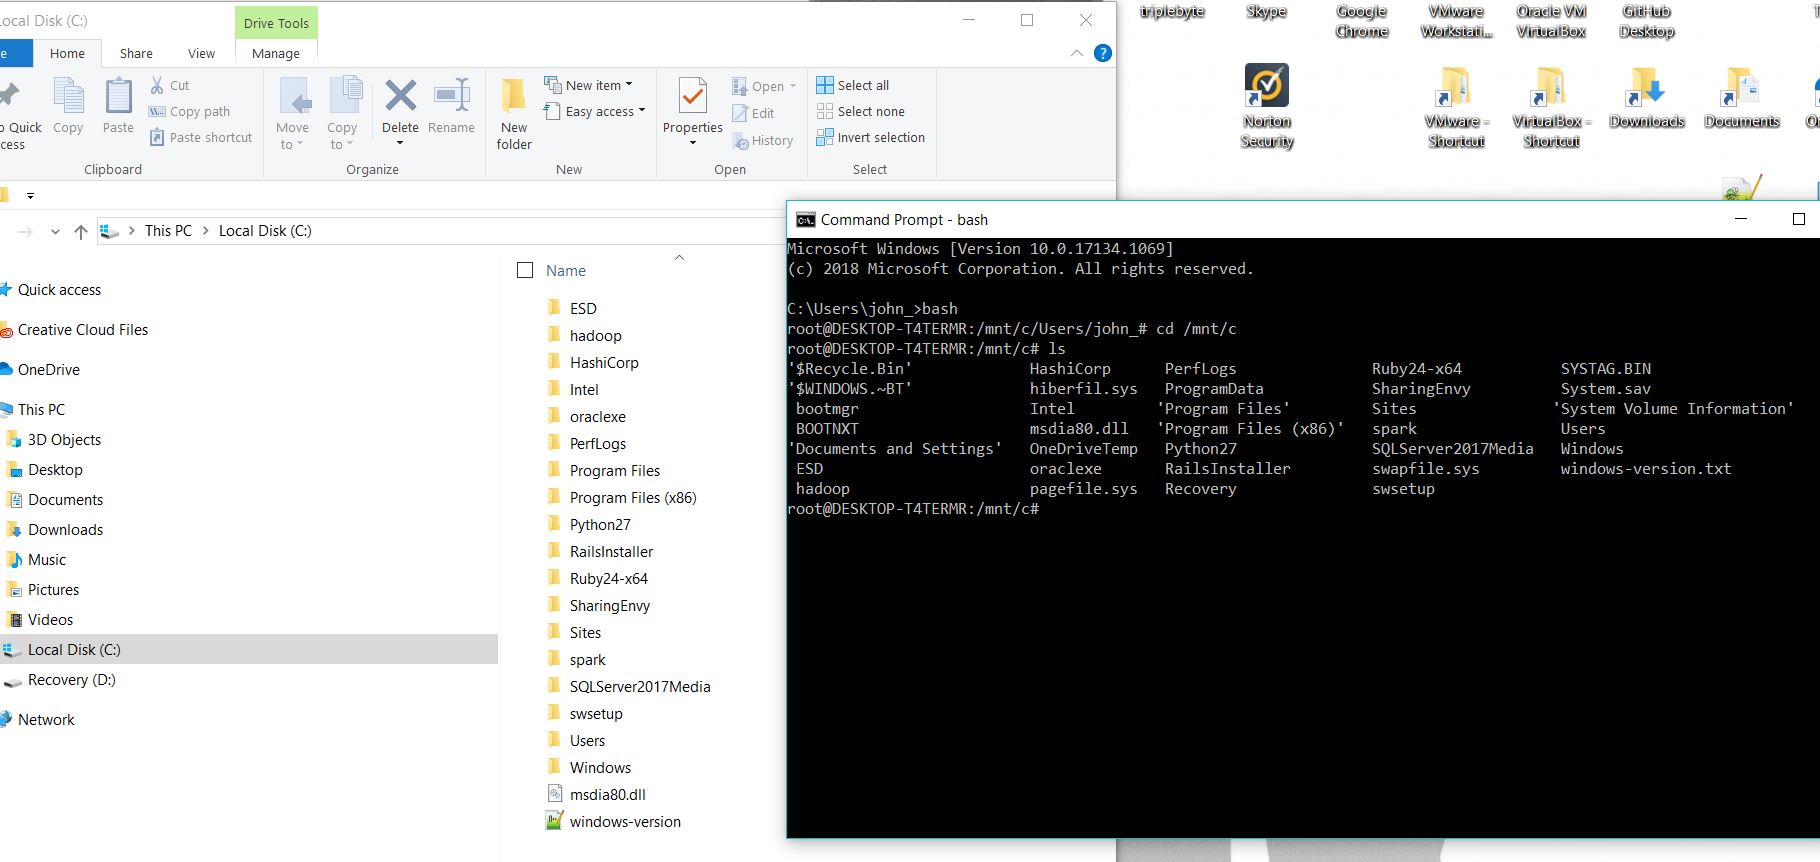 Local Disk (C:)
Drive Tools
Home
Share
View
Manage
Cut
Copy path
Paste shortcut
Quick
Copy
Paste
Clipboard
Move to
Copy to
Delete
Rename
Organize
New folder
New item
Easy access
New
Properties
Open
Edit
History
Open
Select all
Select none
Invert selection
Select
This PC > Local Disk (C:)
Quick access
Creative Cloud Files
OneDrive
This PC
3D Objects
Desktop
Documents
Downloads
Music
Pictures
Videos
Local Disk (C:)
Recovery (D:)
Network
Name
ESD
hadoop
HashiCorp
Intel
oraclexe
PerfLogs
Program Files
Program Files (x86)
Python27
RailsInstaller
Ruby24-x64
SharingEnvy
Sites
spark
SQLServer2017Media
swsetup
Users
Windows
msdia80.dll
windows-version
triplebyte
Skype
Google Chrome
VMware Workstati...
Oracle VM VirtualBox
GitHub Desktop
Norton Security
VMware - Shortcut
VirtualBox - Shortcut
Downloads
Documents
Command Prompt - bash
Microsoft Windows [Version 10.0.17134.1069]
(c) 2018 Microsoft Corporation. All rights reserved.
C:\Users\john_>bash
root@DESKTOP-T4TERMR:/mnt/c/Users/john_# cd /mnt/c
root@DESKTOP-T4TERMR:/mnt/c# ls
'$Recycle.Bin' HashiCorp PerfLogs Ruby24-x64 SYSTAG.BIN
'$WINDOWS.~BT' hiberfil.sys ProgramData SharingEnvy System.sav
bootmgr Intel 'Program Files' Sites 'System Volume Information'
BOOTNXT msdia80.dll 'Program Files (x86)' spark Users
'Documents and Settings' OneDriveTemp Python27 SQLServer2017Media Windows
ESD oraclexe RailsInstaller swapfile.sys windows-version.txt
hadoop pagefile.sys Recovery swsetup
root@DESKTOP-T4TERMR:/mnt/c#